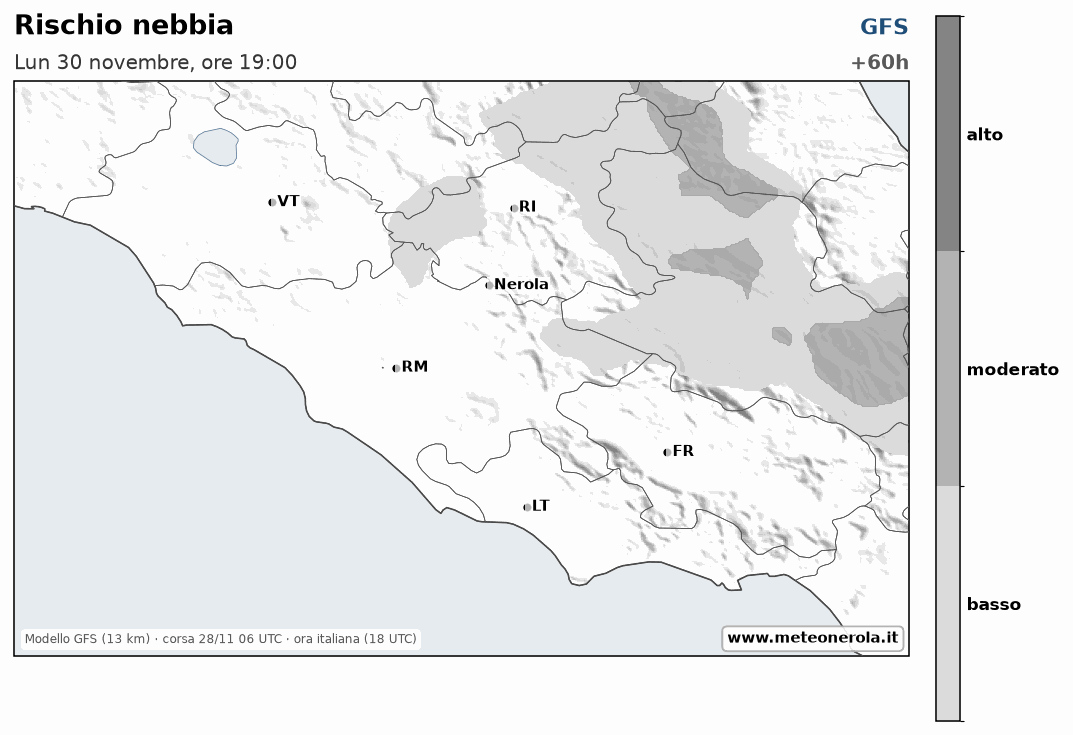 Rischio nebbia
GFS
Lun 30 novembre, ore 19:00
+60h
alto
VT
RI
Nerola
RM
moderato
FR
LT
basso
Modello GFS (13 km) · corsa 28/11 06 UTC · ora italiana (18 UTC)
www.meteonerola.it